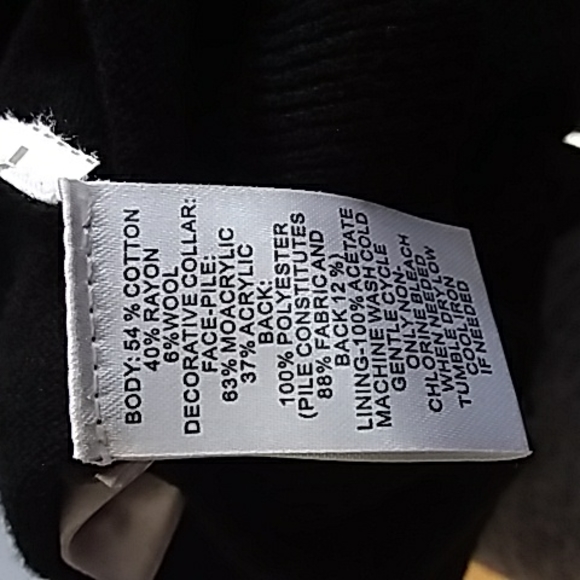 BODY: 54 % COTTON
40% RAYON
6% WOOL
DECORATIVE COLLAR:
FACE-PILE:
63% MOACRYLIC
37% ACRYLIC
BACK:
100% POLYESTER
(PILE CONSTITUTES
88% FABRIC AND
BACK 12 %)
LINING-100% ACETATE
MACHINE WASH COLD
GENTLE CYCLE
ONLY NON-
CHLORINE BLEACH
WHEN NEEDED
TUMBLE DRY LOW
COOL IRON
IF NEEDED